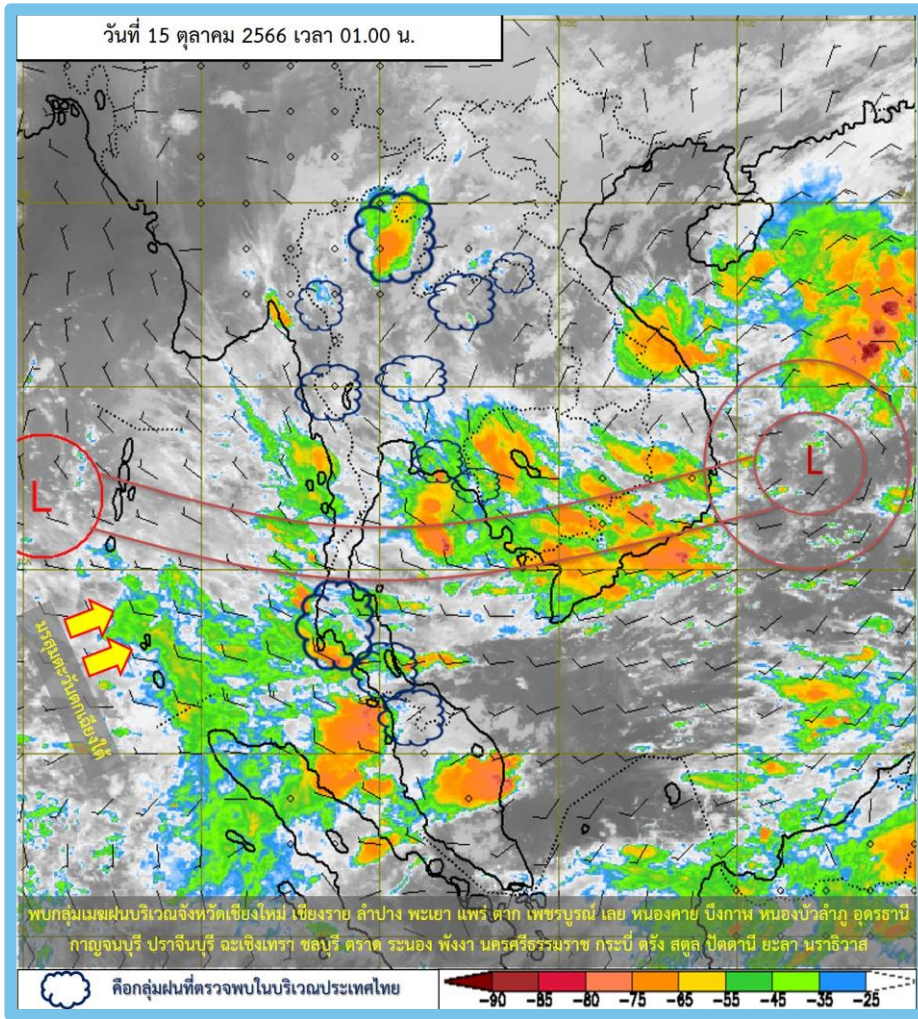 วันที่ 15 ตุลาคม 2566 เวลา 01.00 น.
L
L
มรสุมตะวันตกเฉียงใต้
พบกลุ่มเมฆฝนบริเวณจังหวัดเชียงใหม่ เชียงราย ลำปาง พะเยา แพร่ ตาก เพชรบูรณ์ เลย หนองคาย บึงกาฬ หนองบัวลำภู อุดรธานี
กาญจนบุรี ปราจีนบุรี ฉะเชิงเทรา ชลบุรี ตราด ระนอง พังงา นครศรีธรรมราช กระบี่ ตรัง สตูล ปัตตานี ยะลา นราธิวาส
คือกลุ่มฝนที่ตรวจพบในบริเวณประเทศไทย
-90 -85 -80 -75 -65 -55 -45 -35 -25